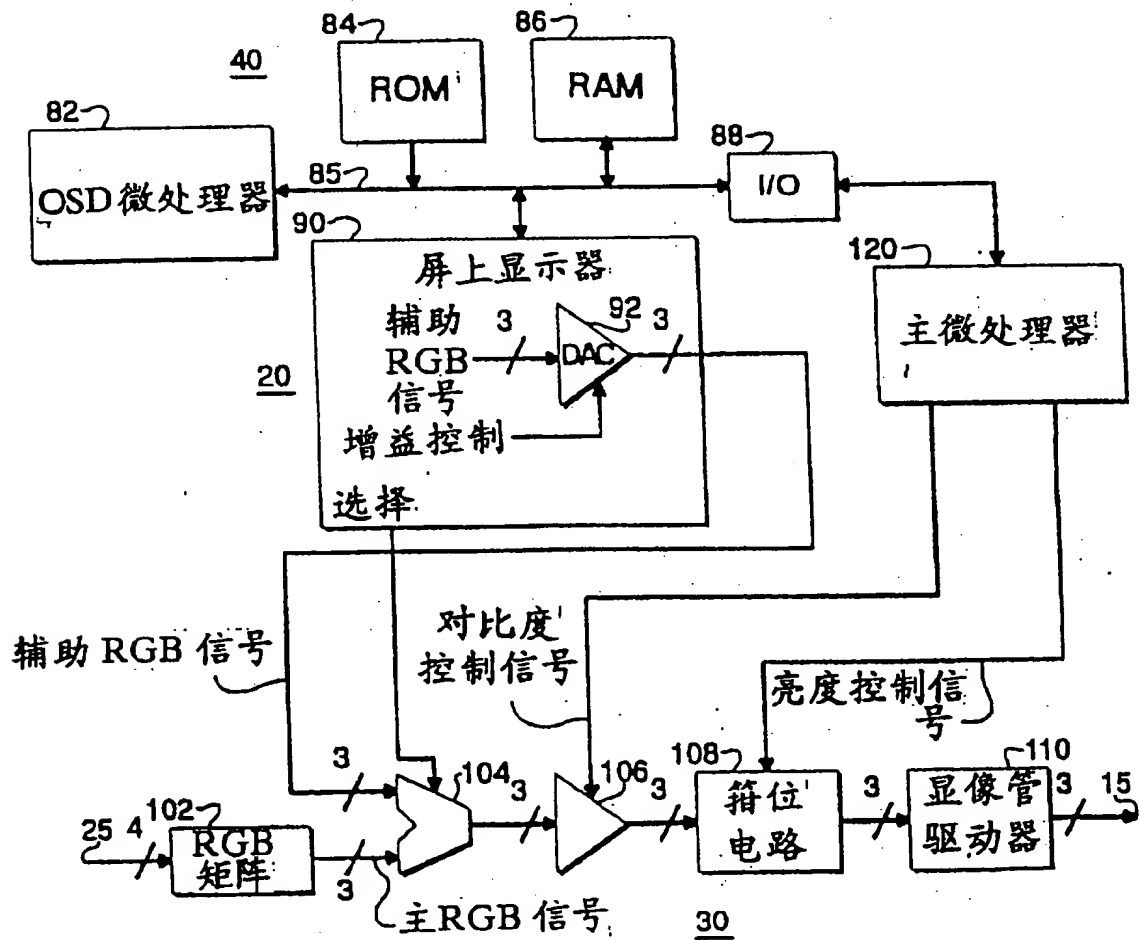 84
86
40
ROM
RAM
82
88
OSD 微处理器
85
I/O
90
120
屏上显示器
辅助
RGB
信号
3
92
3
DAC
主微处理器
20
增益控制
选择
辅助 RGB 信号
对比度
控制信号
亮度控制信
号
3
104
3
106
3
108
3
110
3
15
箝位
电路
显像管
驱动器
102
25
4
RGB
矩阵
3
主RGB 信号
30